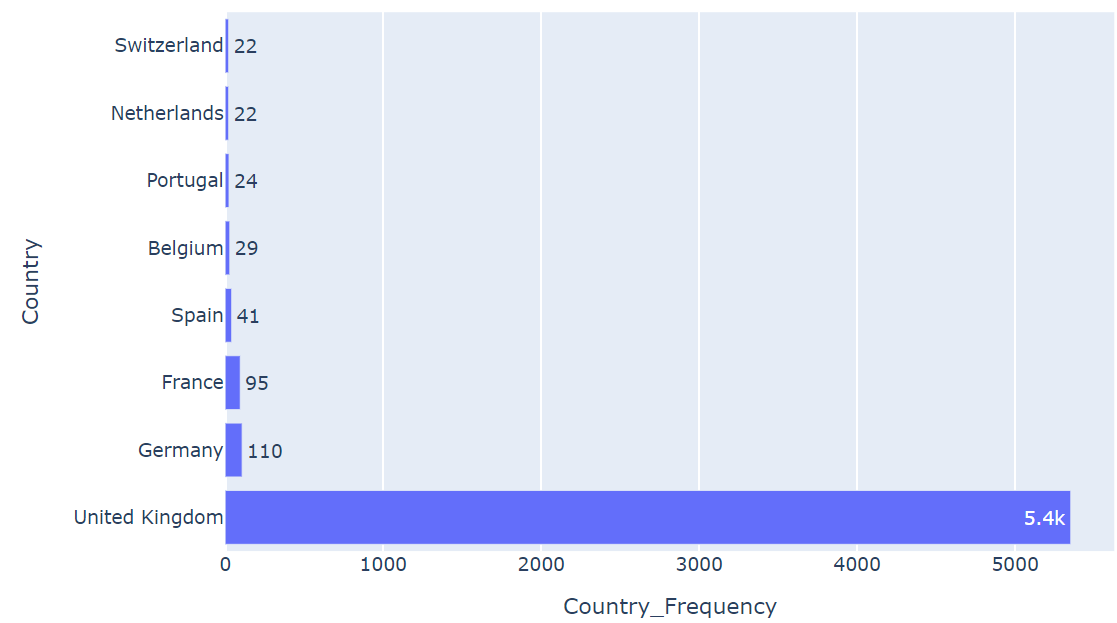 Switzerland 22
Netherlands 22
Portugal 24
Belgium 29
Spain 41
France 95
Germany 110
United Kingdom 5.4k
Country
0 1000 2000 3000 4000 5000
Country_Frequency